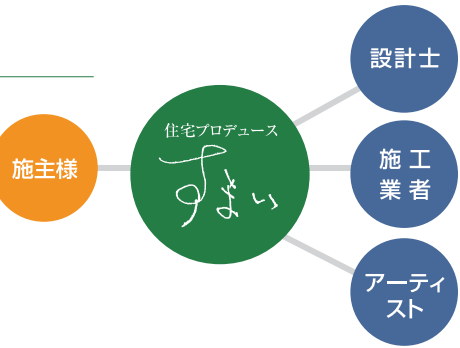 施主様
住宅プロデュース
すまい
設計士
施工
業者
アーティ
スト